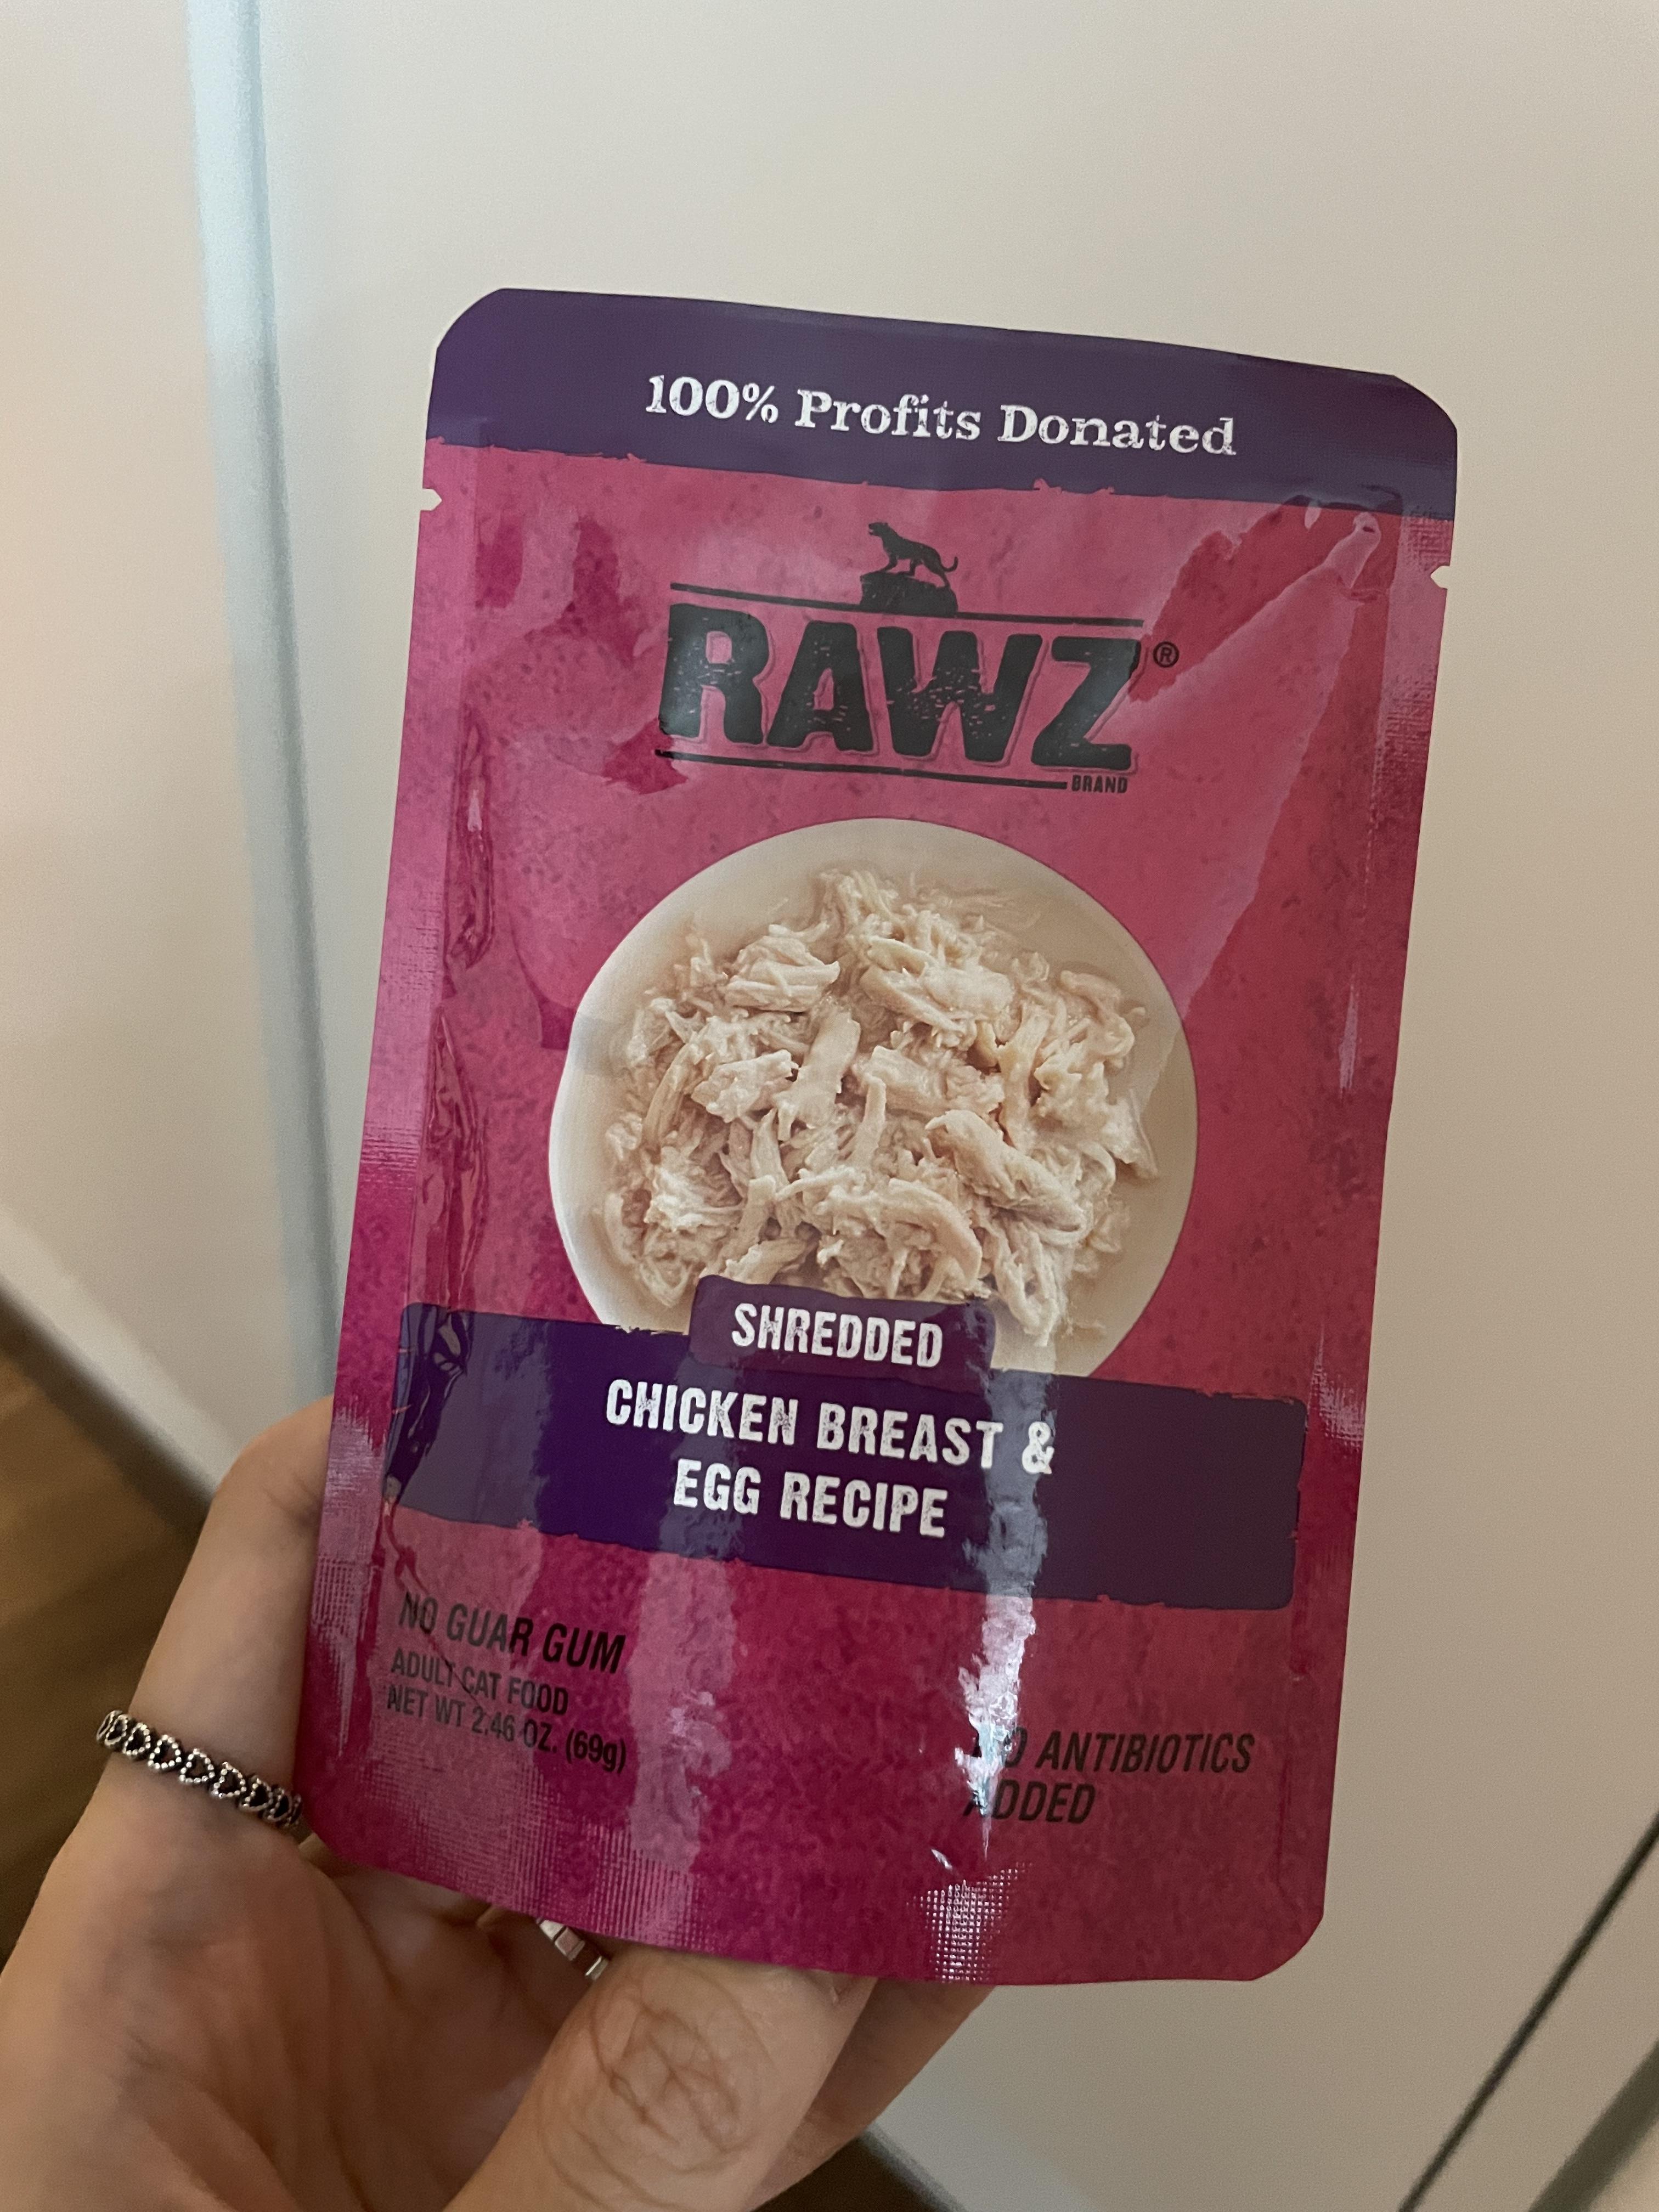 100% Profits Donated
RAWZ®
BRAND
SHREDDED
CHICKEN BREAST &
EGG RECIPE
NO GUAR GUM
ADULT CAT FOOD
NET WT 2.46 OZ. (69g)
NO ANTIBIOTICS
ADDED